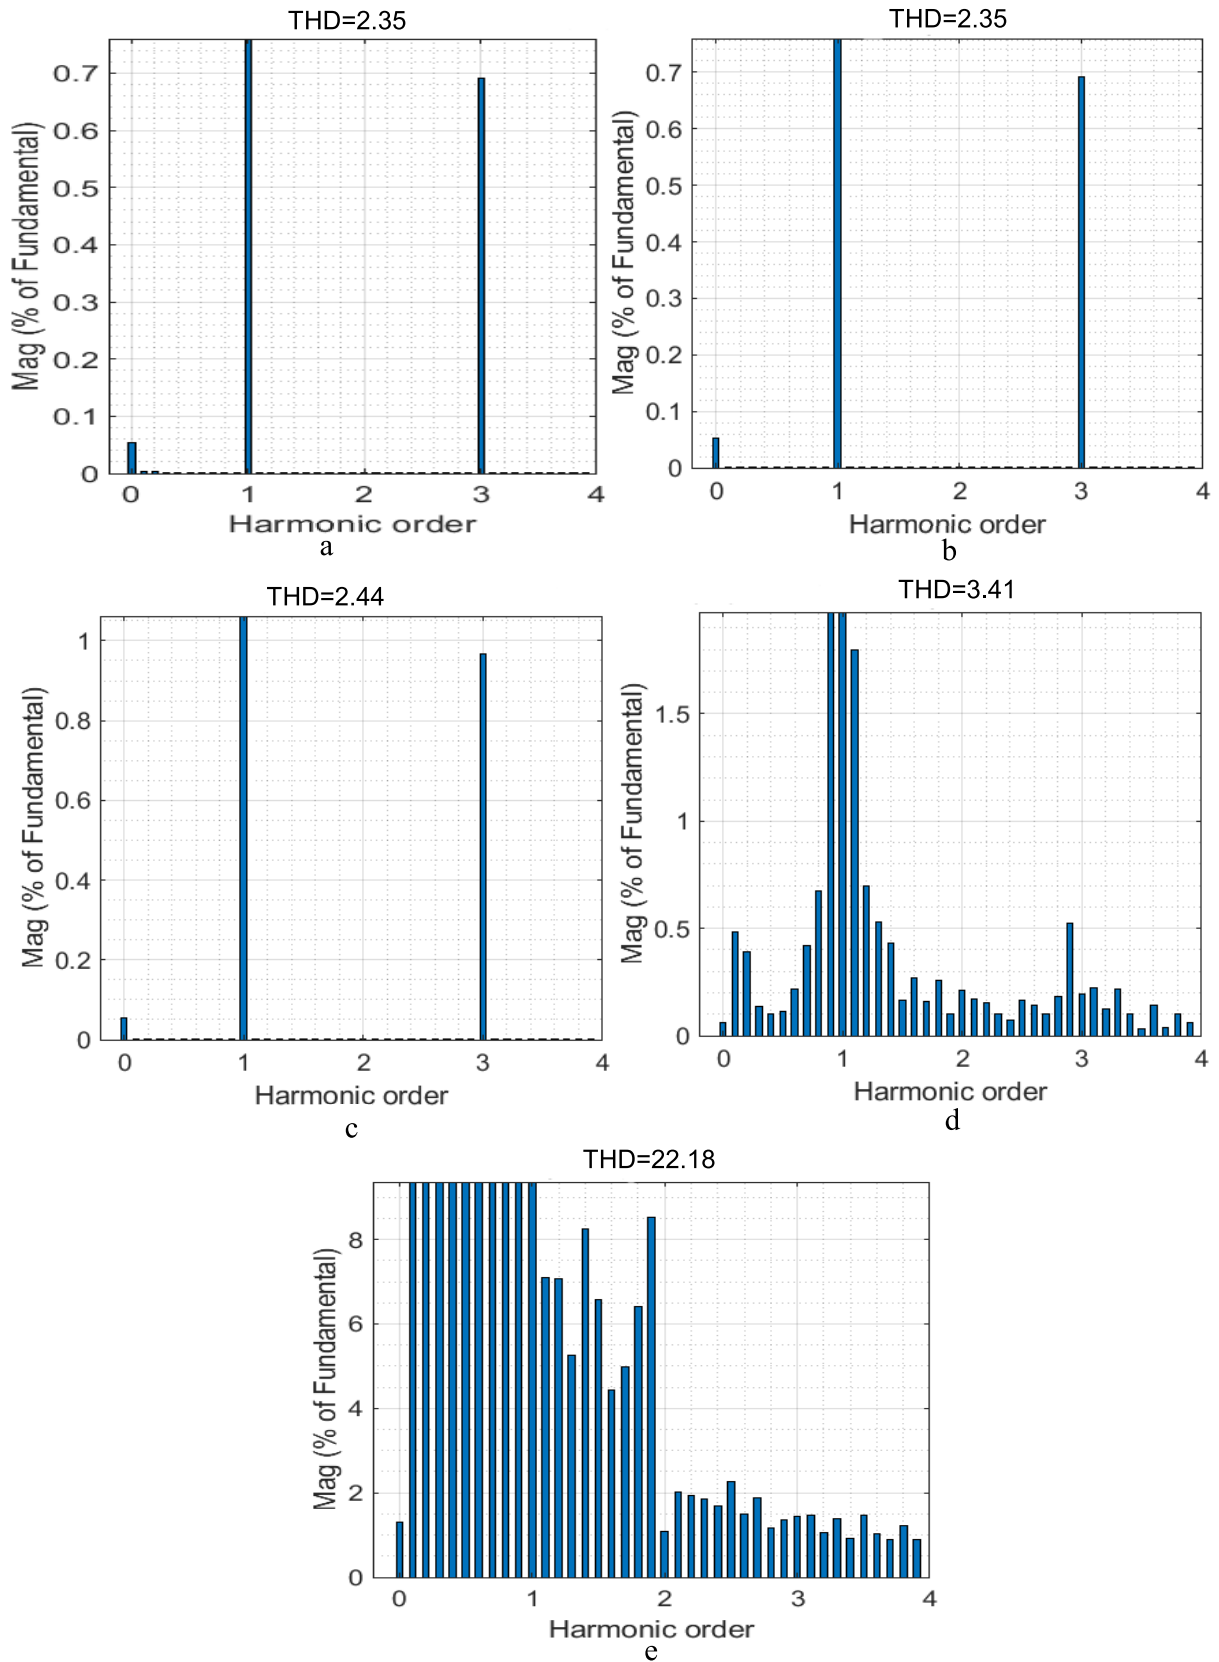 THD=2.35
Mag (% of Fundamental)
0.7
0.6
0.5
0.4
0.3
0.2
0.1
0
0 1 2 3 4
Harmonic order
a
THD=2.35
Mag (% of Fundamental)
0.7
0.6
0.5
0.4
0.3
0.2
0.1
0
0 1 2 3 4
Harmonic order
b
THD=2.44
Mag (% of Fundamental)
1
0.8
0.6
0.4
0.2
0
0 1 2 3 4
Harmonic order
c
THD=3.41
Mag (% of Fundamental)
1.5
1
0.5
0
0 1 2 3 4
Harmonic order
d
THD=22.18
Mag (% of Fundamental)
8
6
4
2
0
0 1 2 3 4
Harmonic order
e